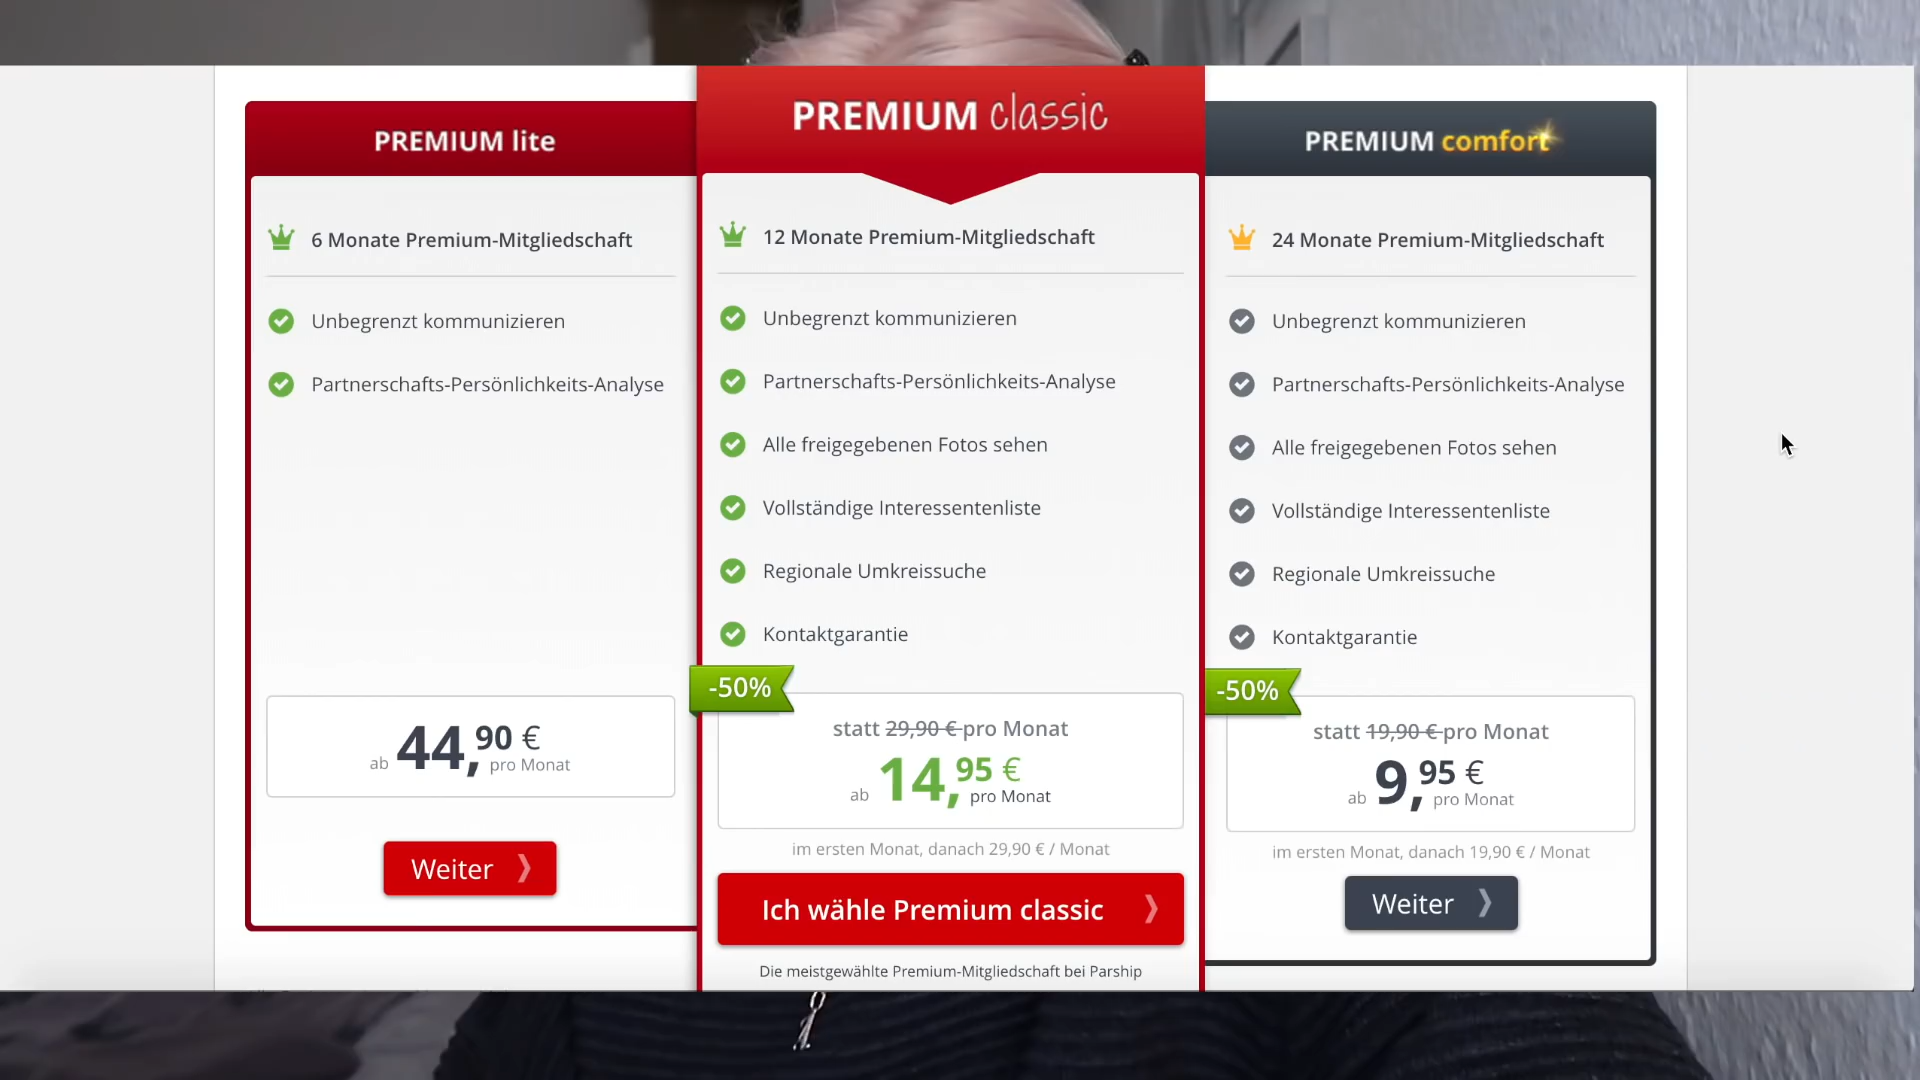 PREMIUM lite
6 Monate Premium-Mitgliedschaft
Unbegrenzt kommunizieren
Partnerschafts-Persönlichkeits-Analyse
ab 44,90 € pro Monat
Weiter
PREMIUM classic
12 Monate Premium-Mitgliedschaft
Unbegrenzt kommunizieren
Partnerschafts-Persönlichkeits-Analyse
Alle freigegebenen Fotos sehen
Vollständige Interessentenliste
Regionale Umkreissuche
Kontaktgarantie
-50%
statt 29,90 € pro Monat
ab 14,95 € pro Monat
im ersten Monat, danach 29,90 € / Monat
Ich wähle Premium classic
Die meistgewählte Premium-Mitgliedschaft bei Parship
PREMIUM comfort
24 Monate Premium-Mitgliedschaft
Unbegrenzt kommunizieren
Partnerschafts-Persönlichkeits-Analyse
Alle freigegebenen Fotos sehen
Vollständige Interessentenliste
Regionale Umkreissuche
Kontaktgarantie
-50%
statt 19,90 € pro Monat
ab 9,95 € pro Monat
im ersten Monat, danach 19,90 € / Monat
Weiter